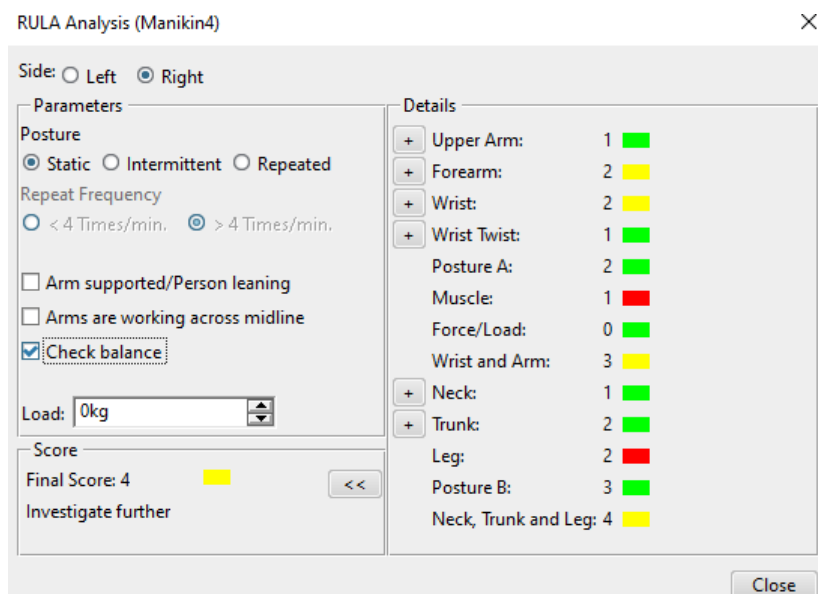 RULA Analysis (Manikin4)
Side: Left Right
Parameters
Posture
Static Intermittent Repeated
Repeat Frequency
< 4 Times/min. > 4 Times/min.
Arm supported/Person leaning
Arms are working across midline
Check balance
Load: 0kg
Score
Final Score: 4
<<
Investigate further
Details
+ Upper Arm: 1
+ Forearm: 2
+ Wrist: 2
+ Wrist Twist: 1
Posture A: 2
Muscle: 1
Force/Load: 0
Wrist and Arm: 3
+ Neck: 1
+ Trunk: 2
Leg: 2
Posture B: 3
Neck, Trunk and Leg: 4
Close